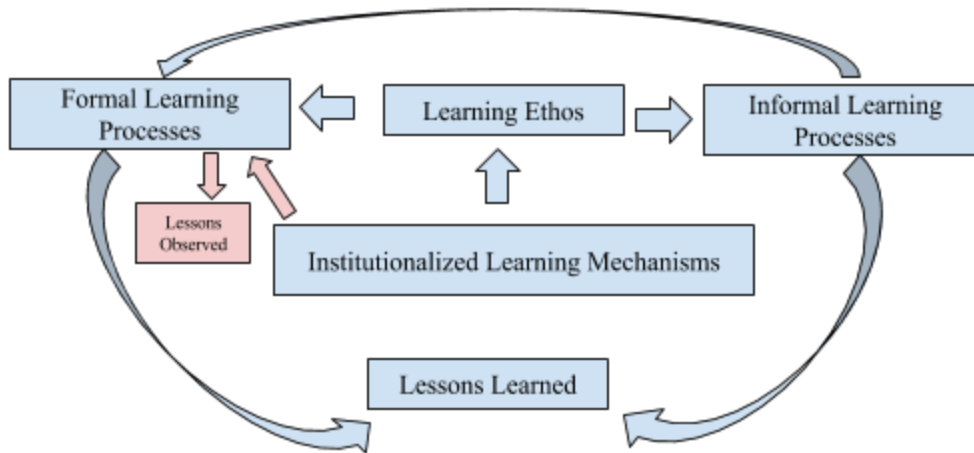 Formal Learning
Processes
Learning Ethos
Informal Learning
Processes
Lessons
Observed
Institutionalized Learning Mechanisms
Lessons Learned